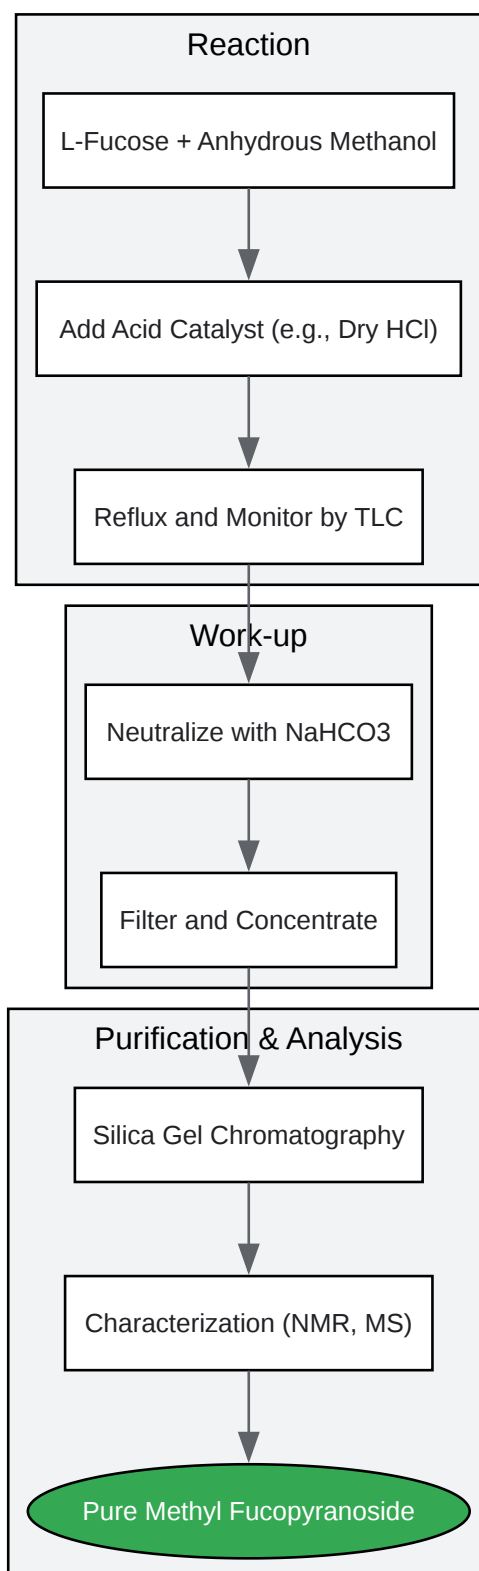 Reaction
L-Fucose + Anhydrous Methanol
Add Acid Catalyst (e.g., Dry HCl)
Reflux and Monitor by TLC
Work-up
Neutralize with NaHCO3
Filter and Concentrate
Purification & Analysis
Silica Gel Chromatography
Characterization (NMR, MS)
Pure Methyl Fucopyranoside